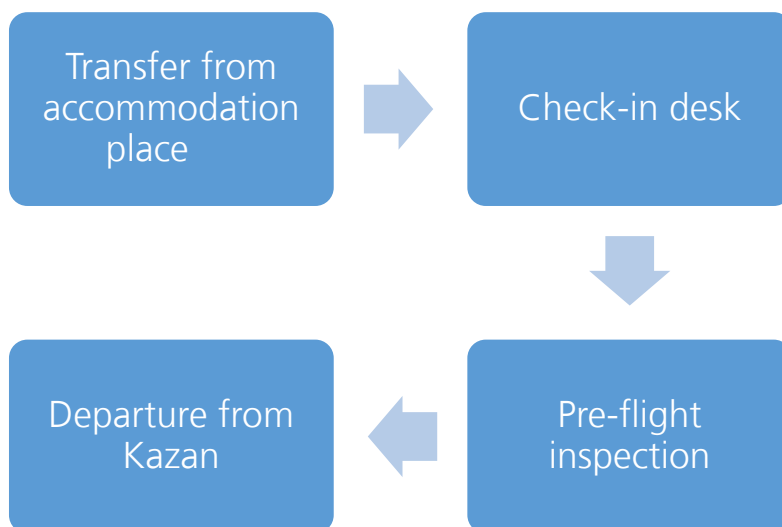 Transfer from
accommodation
place
Check-in desk
Pre-flight
inspection
Departure from
Kazan